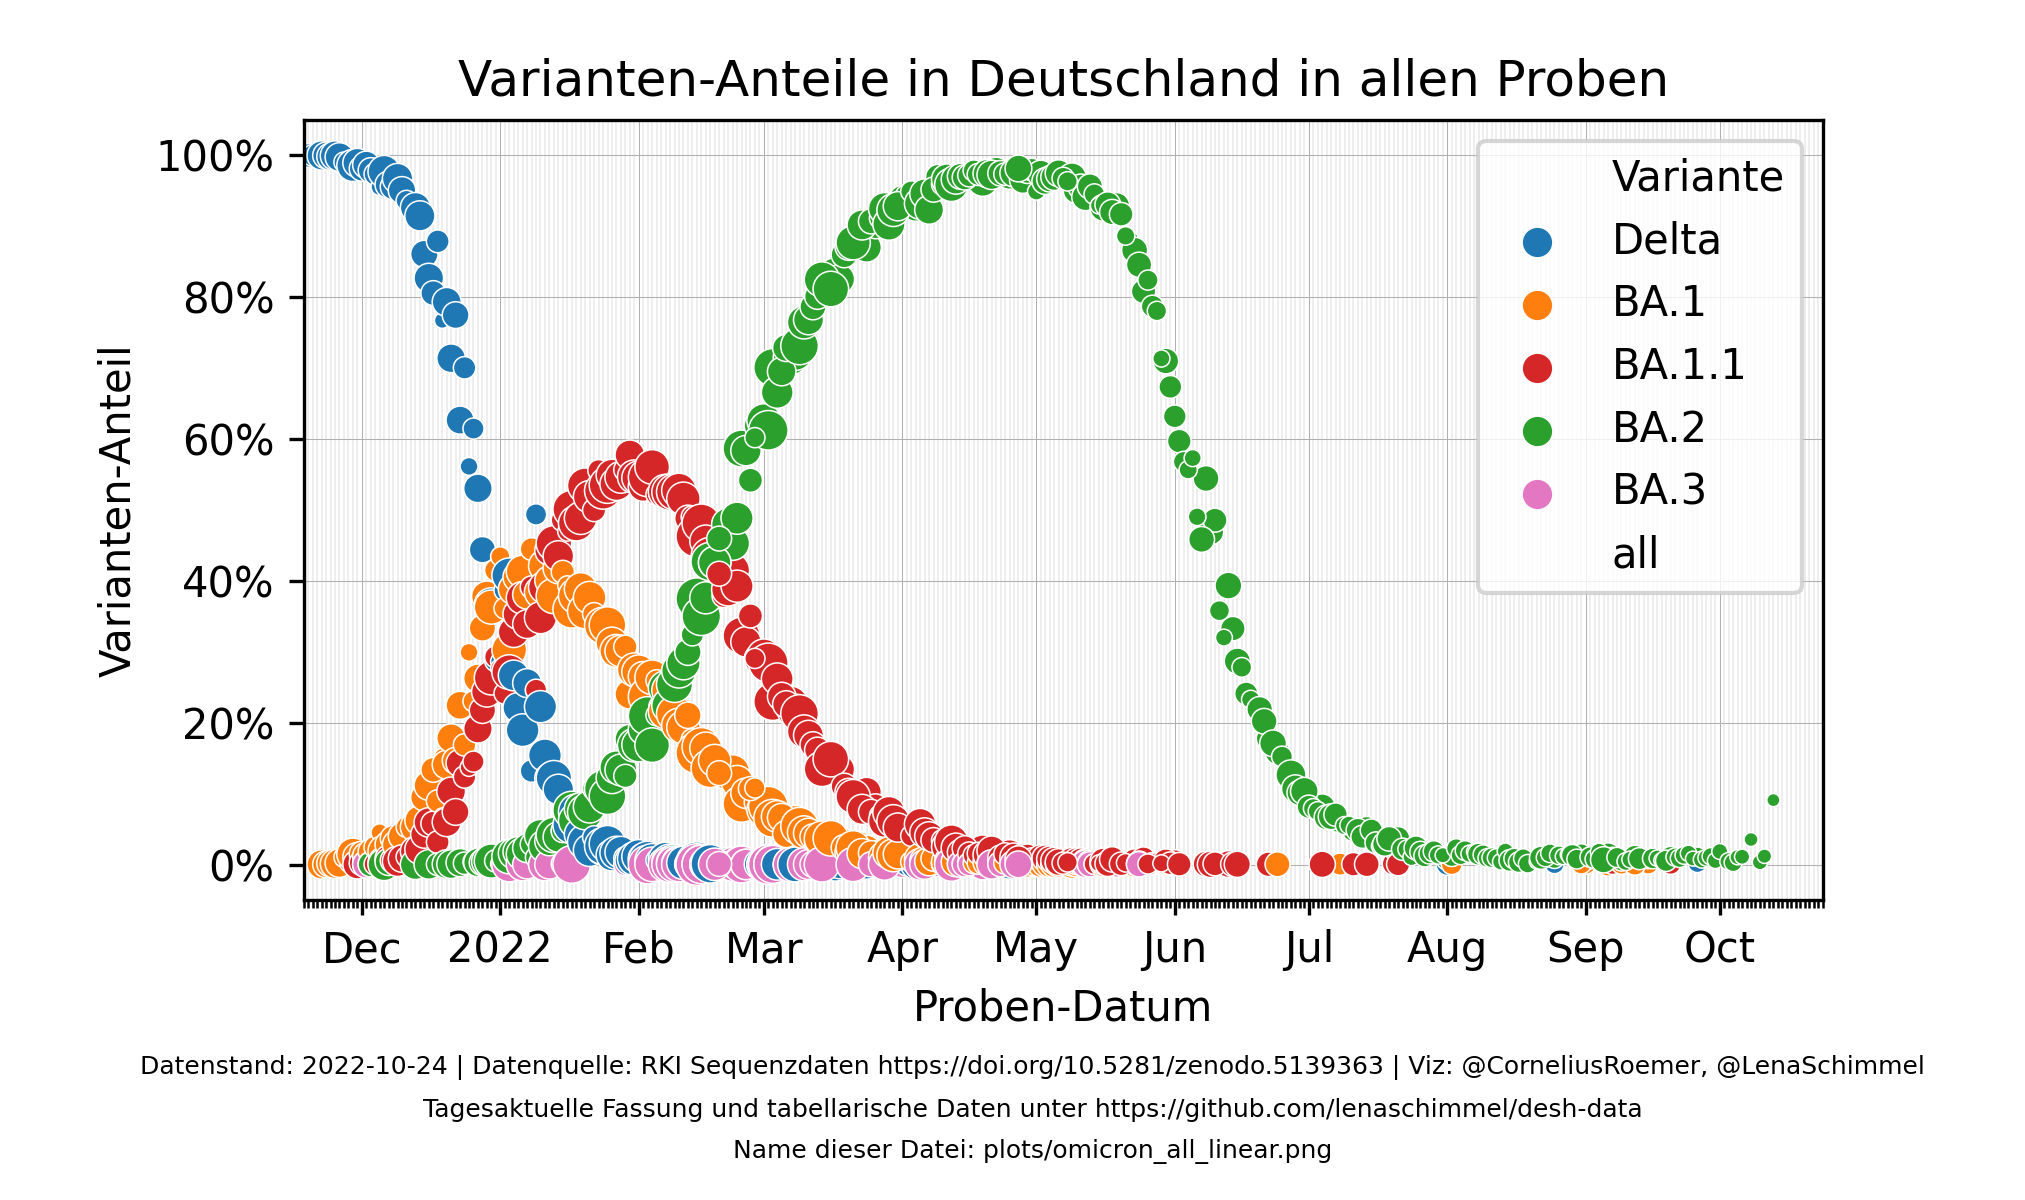 Varianten-Anteile in Deutschland in allen Proben
Varianten-Anteil
100%
80%
60%
40%
20%
0%
Variante
Delta
BA.1
BA.1.1
BA.2
BA.3
all
Dec 2022 Feb Mar Apr May Jun Jul Aug Sep Oct
Proben-Datum
Datenstand: 2022-10-24 | Datenquelle: RKI Sequenzdaten https://doi.org/10.5281/zenodo.5139363 | Viz: @CorneliusRoemer, @LenaSchimmel
Tagesaktuelle Fassung und tabellarische Daten unter https://github.com/lenaschimmel/desh-data
Name dieser Datei: plots/omicron_all_linear.png